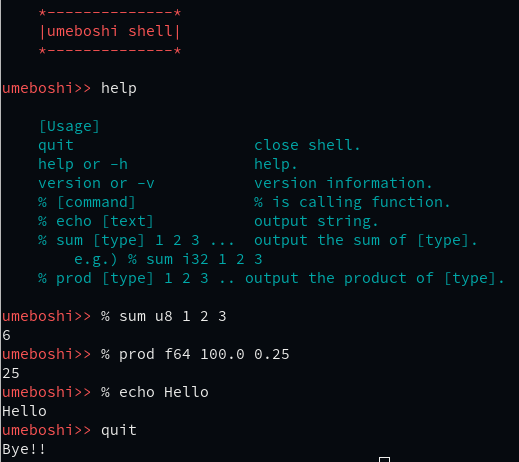 *--------------*
|umeboshi shell|
*--------------*
umeboshi>> help
[Usage]
quit                    close shell.
help or -h              help.
version or -v           version information.
% [command]             % is calling function.
% echo [text]           output string.
% sum [type] 1 2 3 ...  output the sum of [type].
    e.g.) % sum i32 1 2 3
% prod [type] 1 2 3 .. output the product of [type].
umeboshi>> % sum u8 1 2 3
6
umeboshi>> % prod f64 100.0 0.25
25
umeboshi>> % echo Hello
Hello
umeboshi>> quit
Bye!!